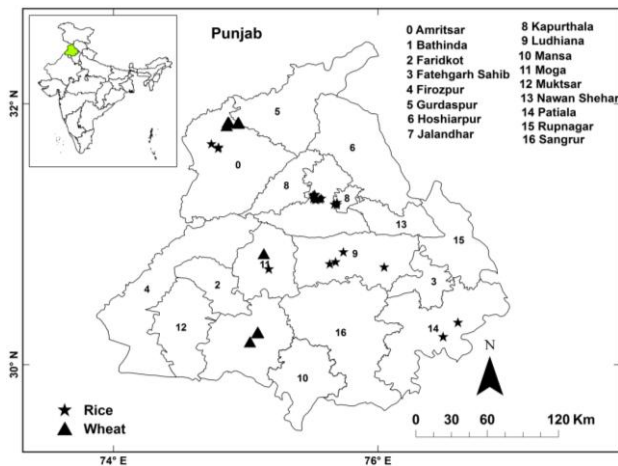 Punjab
0 Amritsar
1 Bathinda
2 Faridkot
3 Fatehgarh Sahib
4 Firozpur
5 Gurdaspur
6 Hoshiarpur
7 Jalandhar
8 Kapurthala
9 Ludhiana
10 Mansa
11 Moga
12 Muktsar
13 Nawan Shehar
14 Patiala
15 Rupnagar
16 Sangrur
32° N
5
6
0
8
8
13
15
9
11
4
2
3
12
16
14
10
30° N
N
Rice
Wheat
0 30 60 120 Km
74° E
76° E